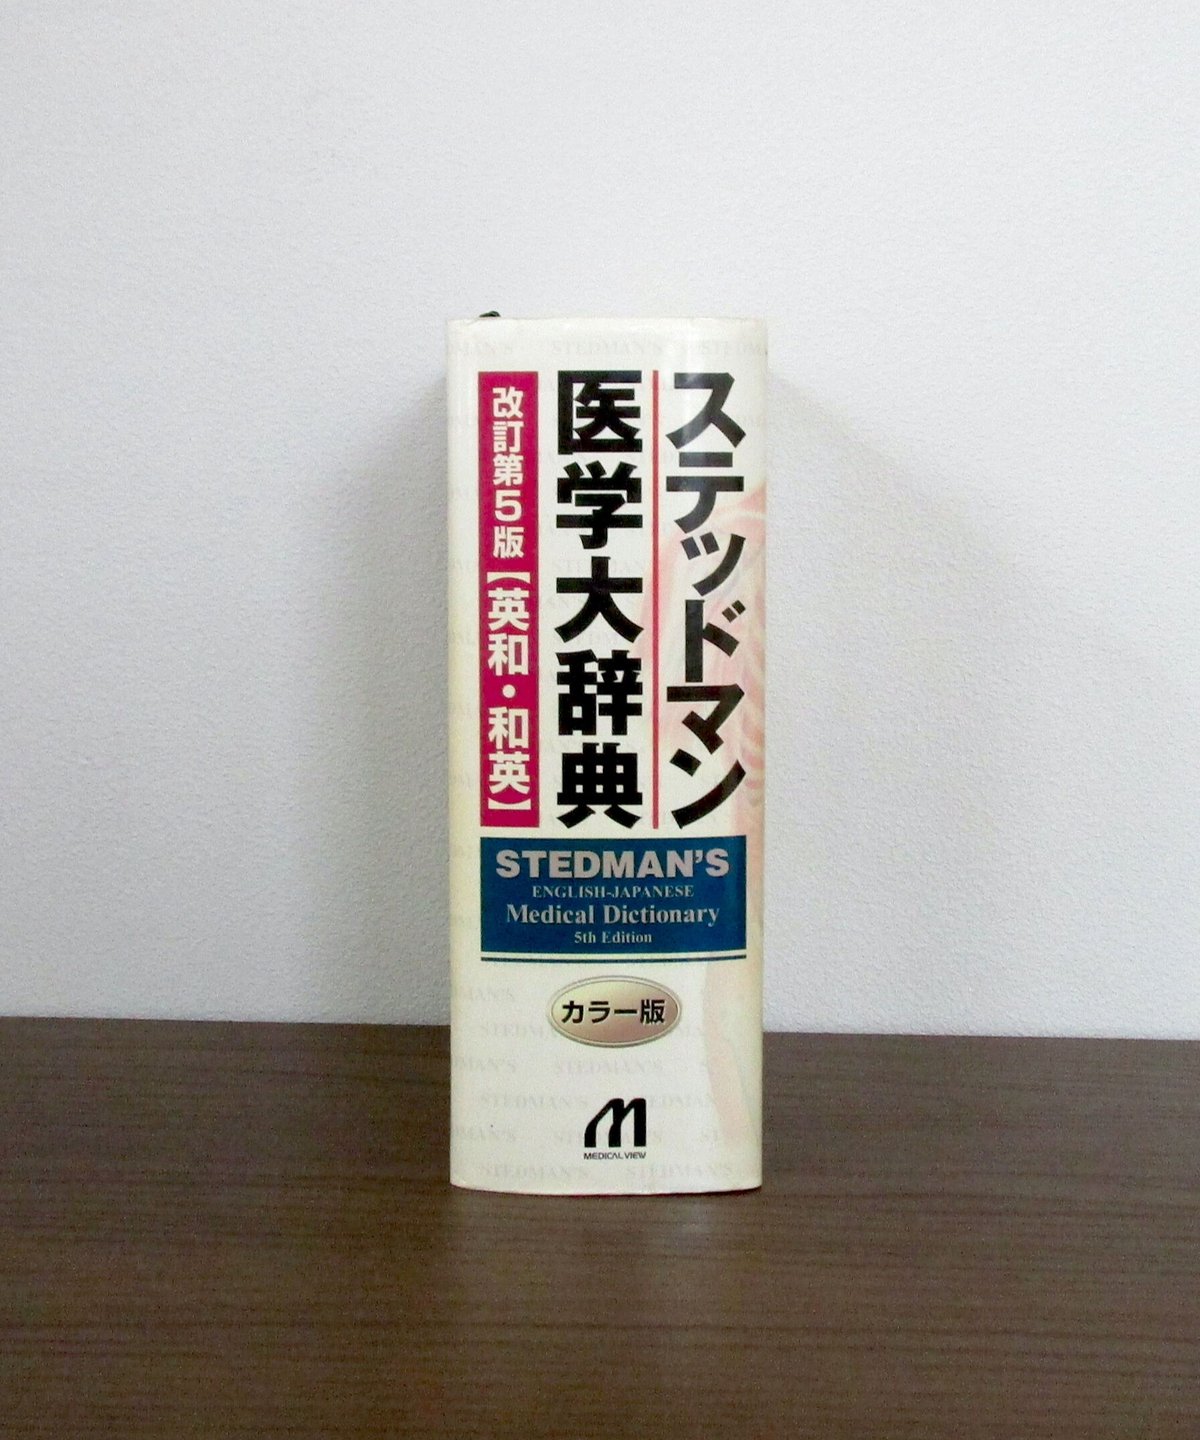 ステッドマン
医学大辞典
改訂第5版【英和・和英】
STEDMAN'S
ENGLISH-JAPANESE
Medical Dictionary
5th Edition
カラー版
MEDICAL VIEW